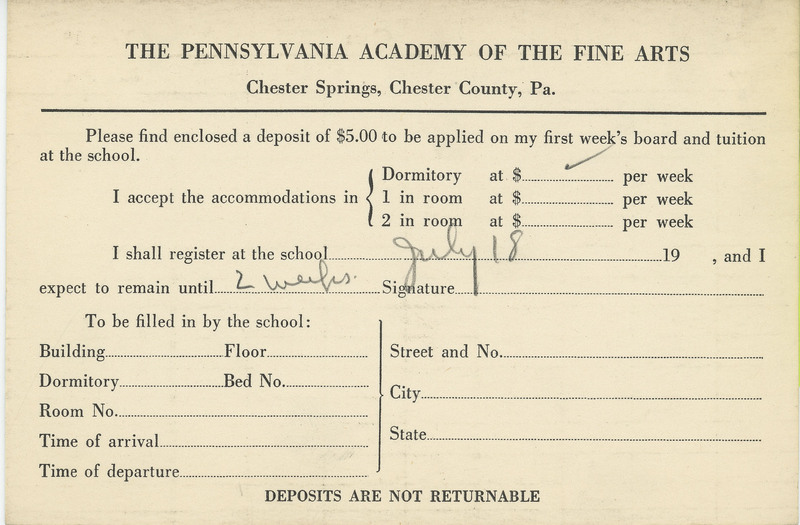 THE PENNSYLVANIA ACADEMY OF THE FINE ARTS
Chester Springs, Chester County, Pa.
Please find enclosed a deposit of $5.00 to be applied on my first week's board and tuition
at the school.
I accept the accommodations in
Dormitory at $.......... per week
1 in room at $.......... per week
2 in room at $.......... per week
I shall register at the school..........July 18..........19 , and I
expect to remain until..........2 weeks..........Signature..........
To be filled in by the school:
Building..........Floor..........
Dormitory..........Bed No...........
Room No...........
Time of arrival..........
Time of departure..........
Street and No...........
City..........
State..........
DEPOSITS ARE NOT RETURNABLE